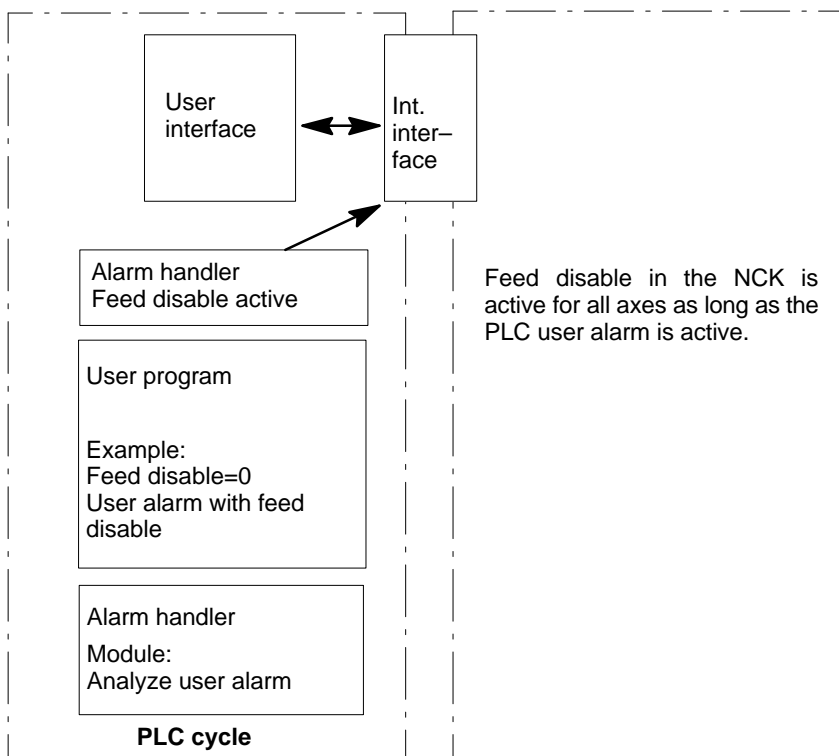 User
interface
Int.
inter–
face
Alarm handler
Feed disable active
Feed disable in the NCK is
active for all axes as long as the
PLC user alarm is active.
User program
Example:
Feed disable=0
User alarm with feed
disable
Alarm handler
Module:
Analyze user alarm
PLC cycle